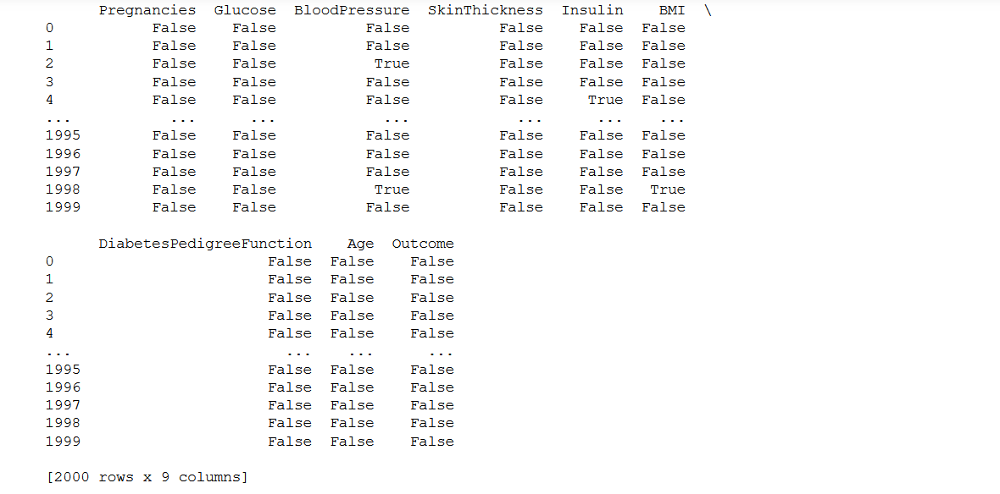 Pregnancies Glucose BloodPressure SkinThickness Insulin BMI \
0 False False False False False False
1 False False False False False False
2 False False True False False False
3 False False False False False False
4 False False False False True False
... ... ... ... ... ... ...
1995 False False False False False False
1996 False False False False False False
1997 False False False False False False
1998 False False True False False True
1999 False False False False False False
DiabetesPedigreeFunction Age Outcome
0 False False False
1 False False False
2 False False False
3 False False False
4 False False False
... ... ... ...
1995 False False False
1996 False False False
1997 False False False
1998 False False False
1999 False False False
[2000 rows x 9 columns]